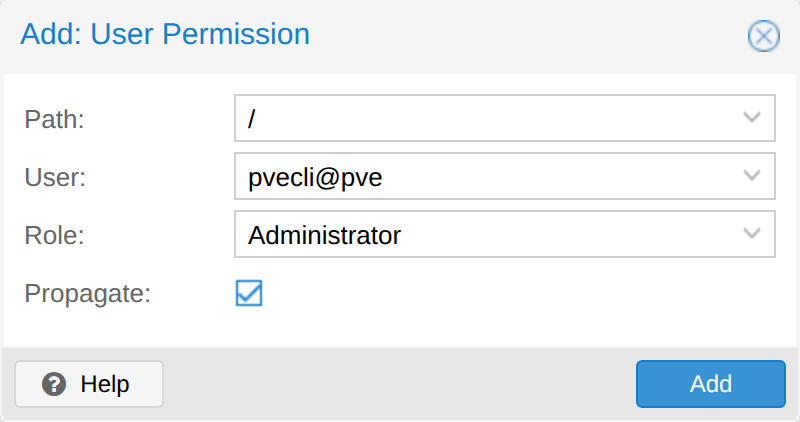 Add: User Permission
Path: /
User: pvecli@pve
Role: Administrator
Propagate:
Help Add